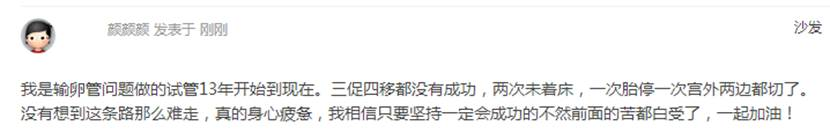 颜颜颜 发表于 刚刚
沙发
我是输卵管问题做的试管13年开始到现在。三促四移都没有成功，两次未着床，一次胎停一次宫外两边都切了。
没有想到这条路那么难走，真的身心疲惫，我相信只要坚持一定会成功的不然前面的苦都白受了，一起加油！